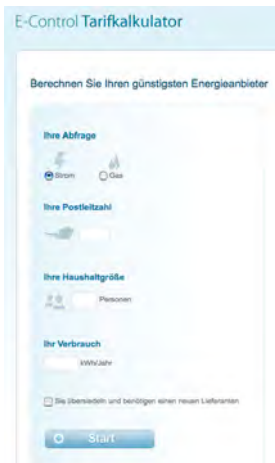 E-Control Tarifkalkulator
Berechnen Sie Ihren günstigsten Energieanbieter
Ihre Abfrage
Strom Gas
Ihre Postleitzahl
Ihre Haushaltgröße
Personen
Ihr Verbrauch
kWh/Jahr
Sie übersiedeln und benötigen einen neuen Lieferanten
Start